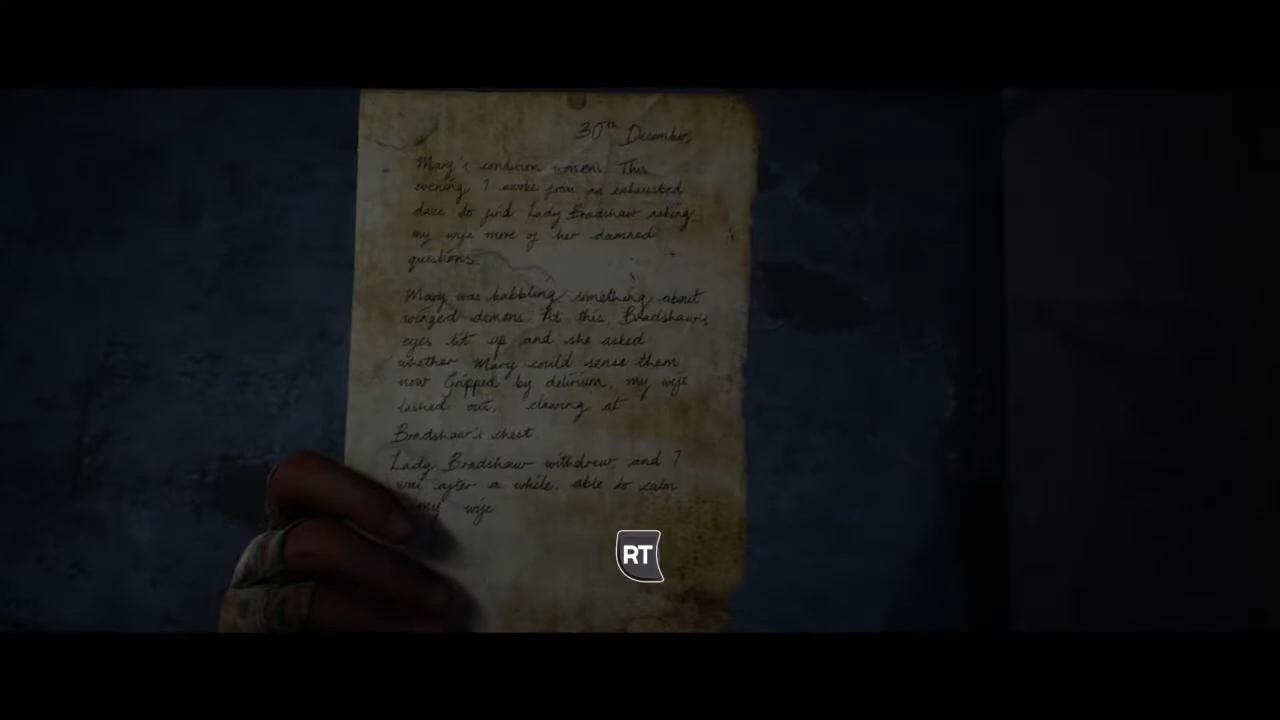 30th December,
Mary's condition worsens. This
evening, I awoke from an exhausted
daze to find Lady Bradshaw asking
my wife more of her damned
questions.
Mary was babbling something about
winged demons. At this, Bradshaw's
eyes lit up and she asked
whether Mary could sense them
now. Gripped by delirium, my wife
lashed out, clawing at
Bradshaw's chest.
Lady Bradshaw withdrew, and I
was after a while, able to calm
my wife
RT